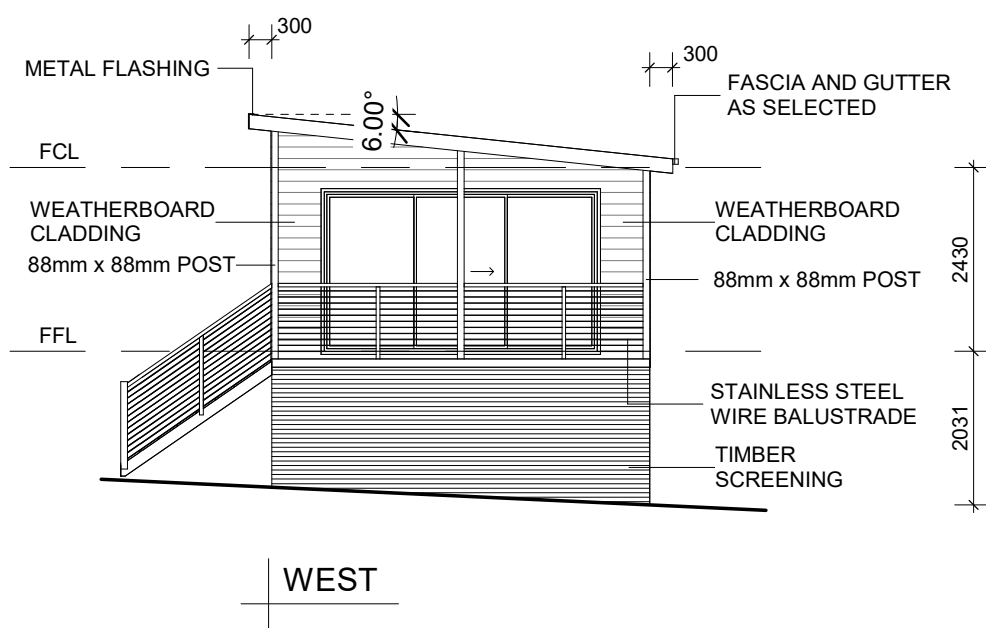 300
300
METAL FLASHING
FASCIA AND GUTTER
AS SELECTED
6.00°
FCL
WEATHERBOARD
CLADDING
WEATHERBOARD
CLADDING
88mm x 88mm POST
88mm x 88mm POST
2430
FFL
STAINLESS STEEL
WIRE BALUSTRADE
2031
TIMBER
SCREENING
WEST